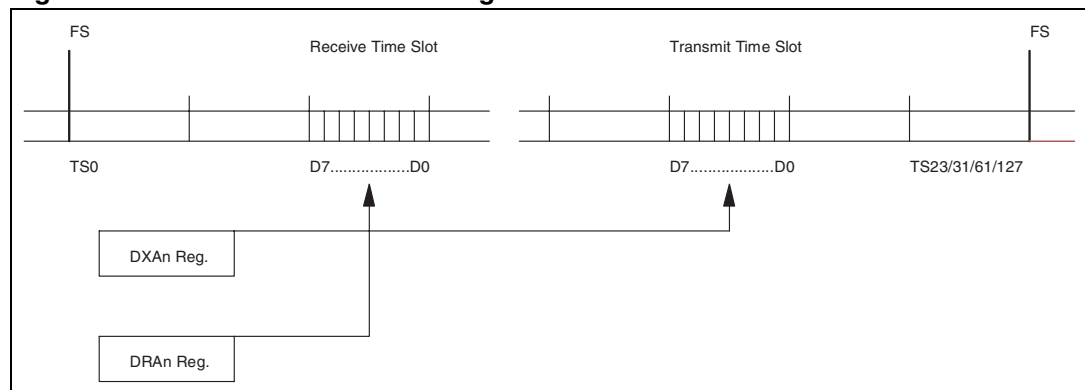 FS
FS
Receive Time Slot
Transmit Time Slot
TS0
D7.................D0
D7...................D0
TS23/31/61/127
DXAn Reg.
DRAn Reg.